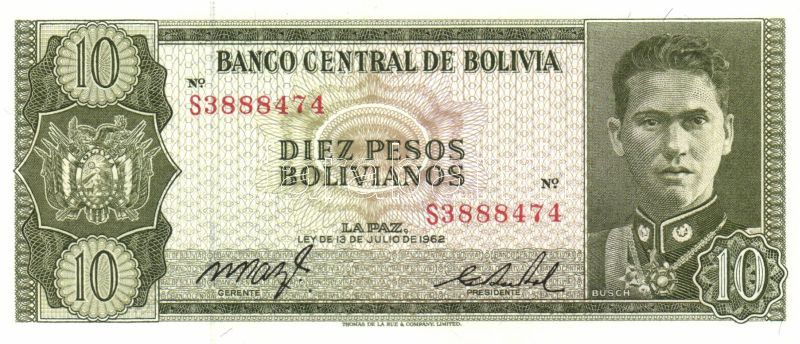 10
BANCO CENTRAL DE BOLIVIA
Nº
S3888474
DIEZ PESOS
BOLIVIANOS
Nº
S3888474
LA PAZ,
LEY DE 13 DE JULIO DE 1962
10
GERENTE
PRESIDENTE
BUSCH
10
THOMAS DE LA RUE & COMPANY, LIMITED.